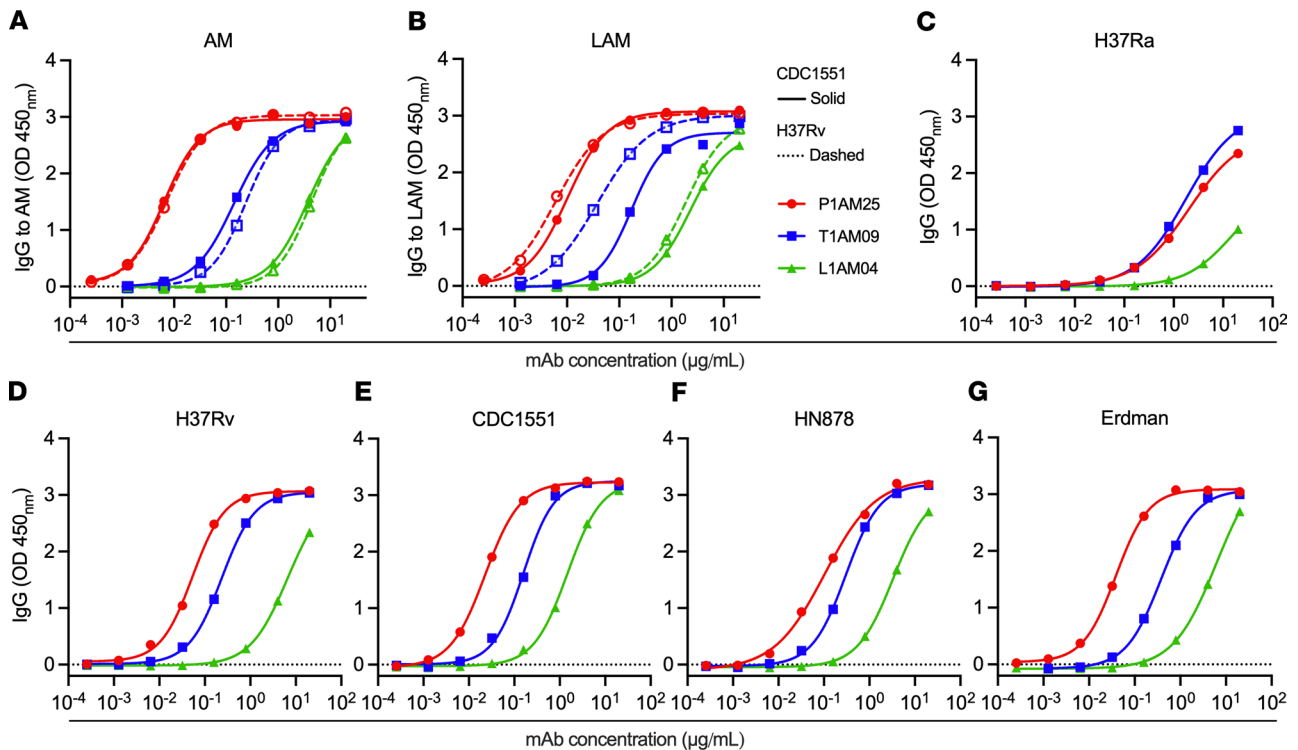 A
AM
IgG to AM (OD 450nm)
4
3
2
1
0
10-4 10-3 10-2 10-1 100 101
B
LAM
IgG to LAM (OD 450nm)
4
3
2
1
0
10-4 10-3 10-2 10-1 100 101
CDC1551
Solid
H37Rv
Dashed
P1AM25
T1AM09
L1AM04
C
H37Ra
IgG (OD 450nm)
4
3
2
1
0
10-4 10-3 10-2 10-1 100 101 102
mAb concentration (µg/mL)
D
H37Rv
IgG (OD 450nm)
4
3
2
1
0
10-4 10-3 10-2 10-1 100 101 102
E
CDC1551
4
3
2
1
0
10-4 10-3 10-2 10-1 100 101 102
F
HN878
4
3
2
1
0
10-4 10-3 10-2 10-1 100 101 102
G
Erdman
4
3
2
1
0
10-4 10-3 10-2 10-1 100 101 102
mAb concentration (µg/mL)